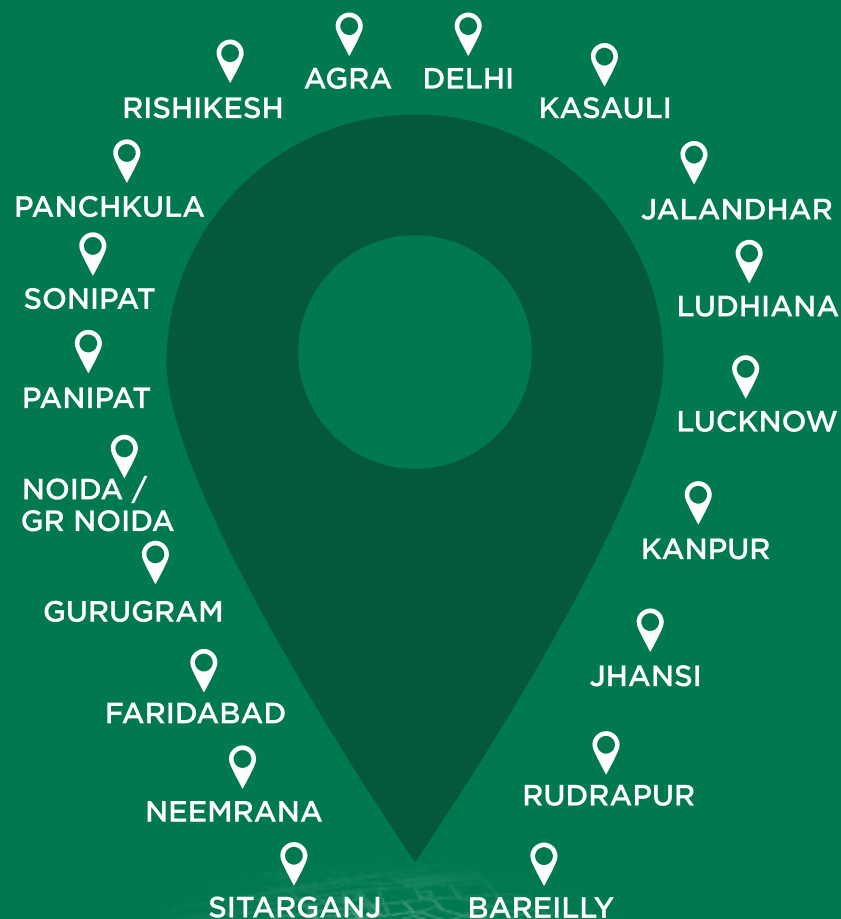 AGRA
DELHI
RISHIKESH
KASAULI
PANCHKULA
JALANDHAR
SONIPAT
LUDHIANA
PANIPAT
LUCKNOW
NOIDA /
GR NOIDA
KANPUR
GURUGRAM
JHANSI
FARIDABAD
RUDRAPUR
NEEMRANA
SITARGANJ
BAREILLY